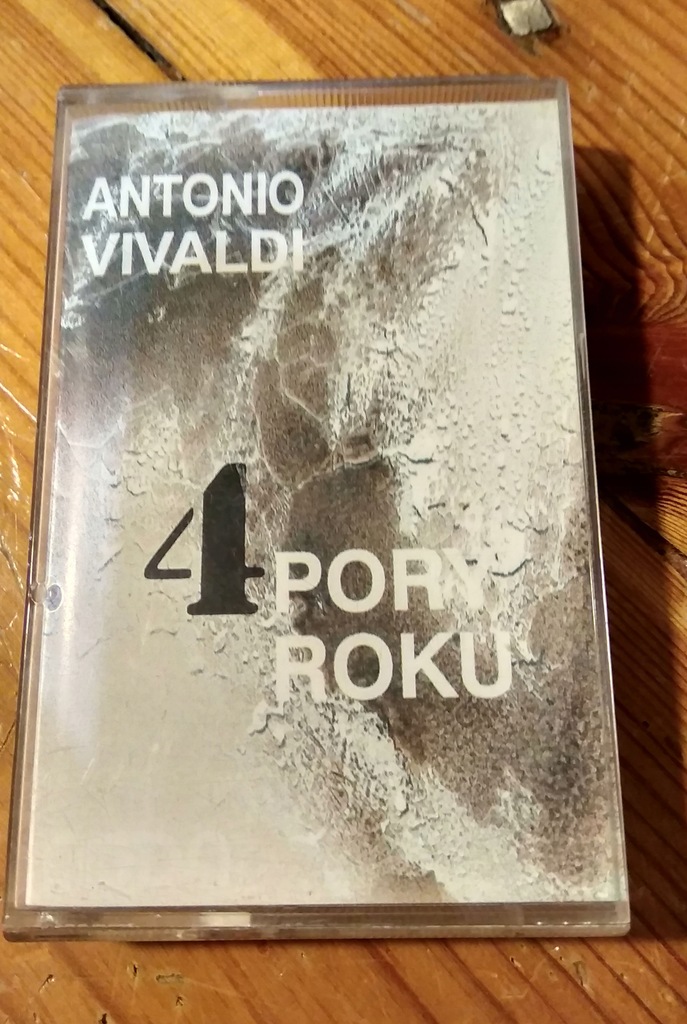 ANTONIO
VIVALDI
4 PORY
ROKU